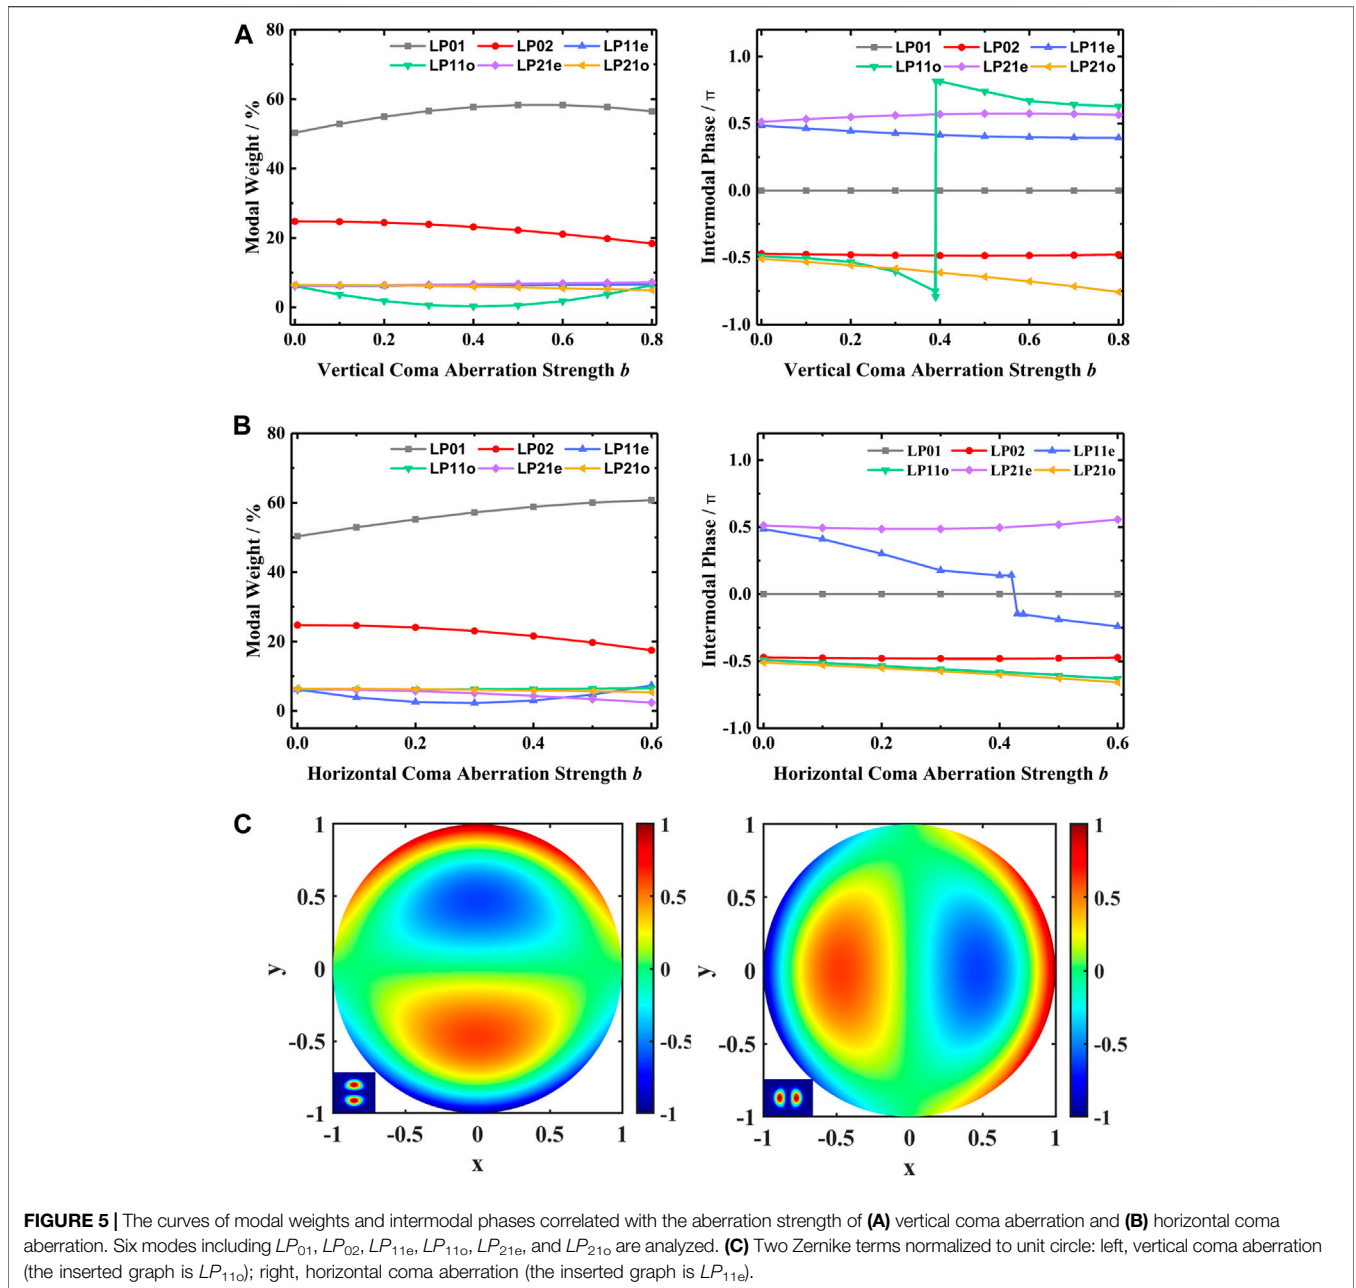 A
LP01 LP02 LP11e
LP11o LP21e LP21o
Modal Weight / %
80
60
40
20
0
0.0 0.2 0.4 0.6 0.8
Vertical Coma Aberration Strength b
LP01 LP02 LP11e
LP11o LP21e LP21o
Intermodal Phase / π
1.0
0.5
0.0
-0.5
-1.0
0.0 0.2 0.4 0.6 0.8
Vertical Coma Aberration Strength b
B
LP01 LP02 LP11e
LP11o LP21e LP21o
Modal Weight / %
80
60
40
20
0
0.0 0.2 0.4 0.6
Horizontal Coma Aberration Strength b
LP01 LP02 LP11e
LP11o LP21e LP21o
Intermodal Phase / π
1.0
0.5
0.0
-0.5
-1.0
0.0 0.2 0.4 0.6
Horizontal Coma Aberration Strength b
C
y
1
0.5
0
-0.5
-1
-1 -0.5 0 0.5 1
x
1
0.5
0
-0.5
-1
y
1
0.5
0
-0.5
-1
-1 -0.5 0 0.5 1
x
1
0.5
0
-0.5
-1
FIGURE 5 | The curves of modal weights and intermodal phases correlated with the aberration strength of (A) vertical coma aberration and (B) horizontal coma
aberration. Six modes including LP01, LP02, LP11e, LP11o, LP21e, and LP21o are analyzed. (C) Two Zernike terms normalized to unit circle: left, vertical coma aberration
(the inserted graph is LP11o); right, horizontal coma aberration (the inserted graph is LP11e).